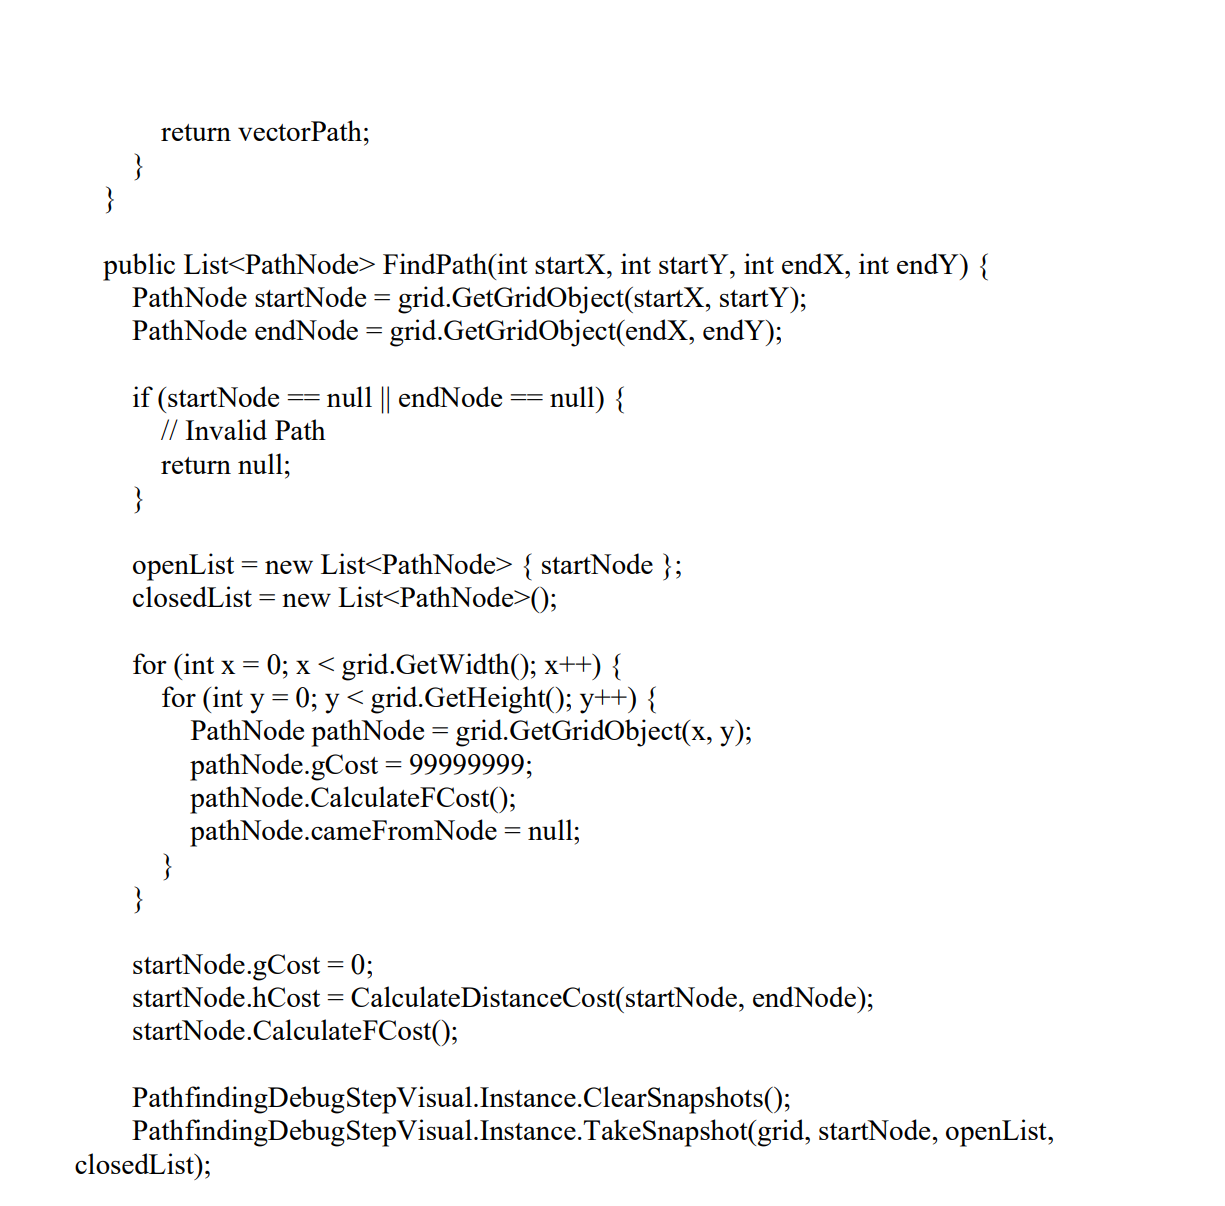 return vectorPath;
}
}
public List<PathNode> FindPath(int startX, int startY, int endX, int endY) {
PathNode startNode = grid.GetGridObject(startX, startY);
PathNode endNode = grid.GetGridObject(endX, endY);
if (startNode == null || endNode == null) {
// Invalid Path
return null;
}
openList = new List<PathNode> { startNode };
closedList = new List<PathNode>();
for (int x = 0; x < grid.GetWidth(); x++) {
for (int y = 0; y < grid.GetHeight(); y++) {
PathNode pathNode = grid.GetGridObject(x, y);
pathNode.gCost = 99999999;
pathNode.CalculateFCost();
pathNode.cameFromNode = null;
}
}
startNode.gCost = 0;
startNode.hCost = CalculateDistanceCost(startNode, endNode);
startNode.CalculateFCost();
PathfindingDebugStepVisual.Instance.ClearSnapshots();
PathfindingDebugStepVisual.Instance.TakeSnapshot(grid, startNode, openList,
closedList);